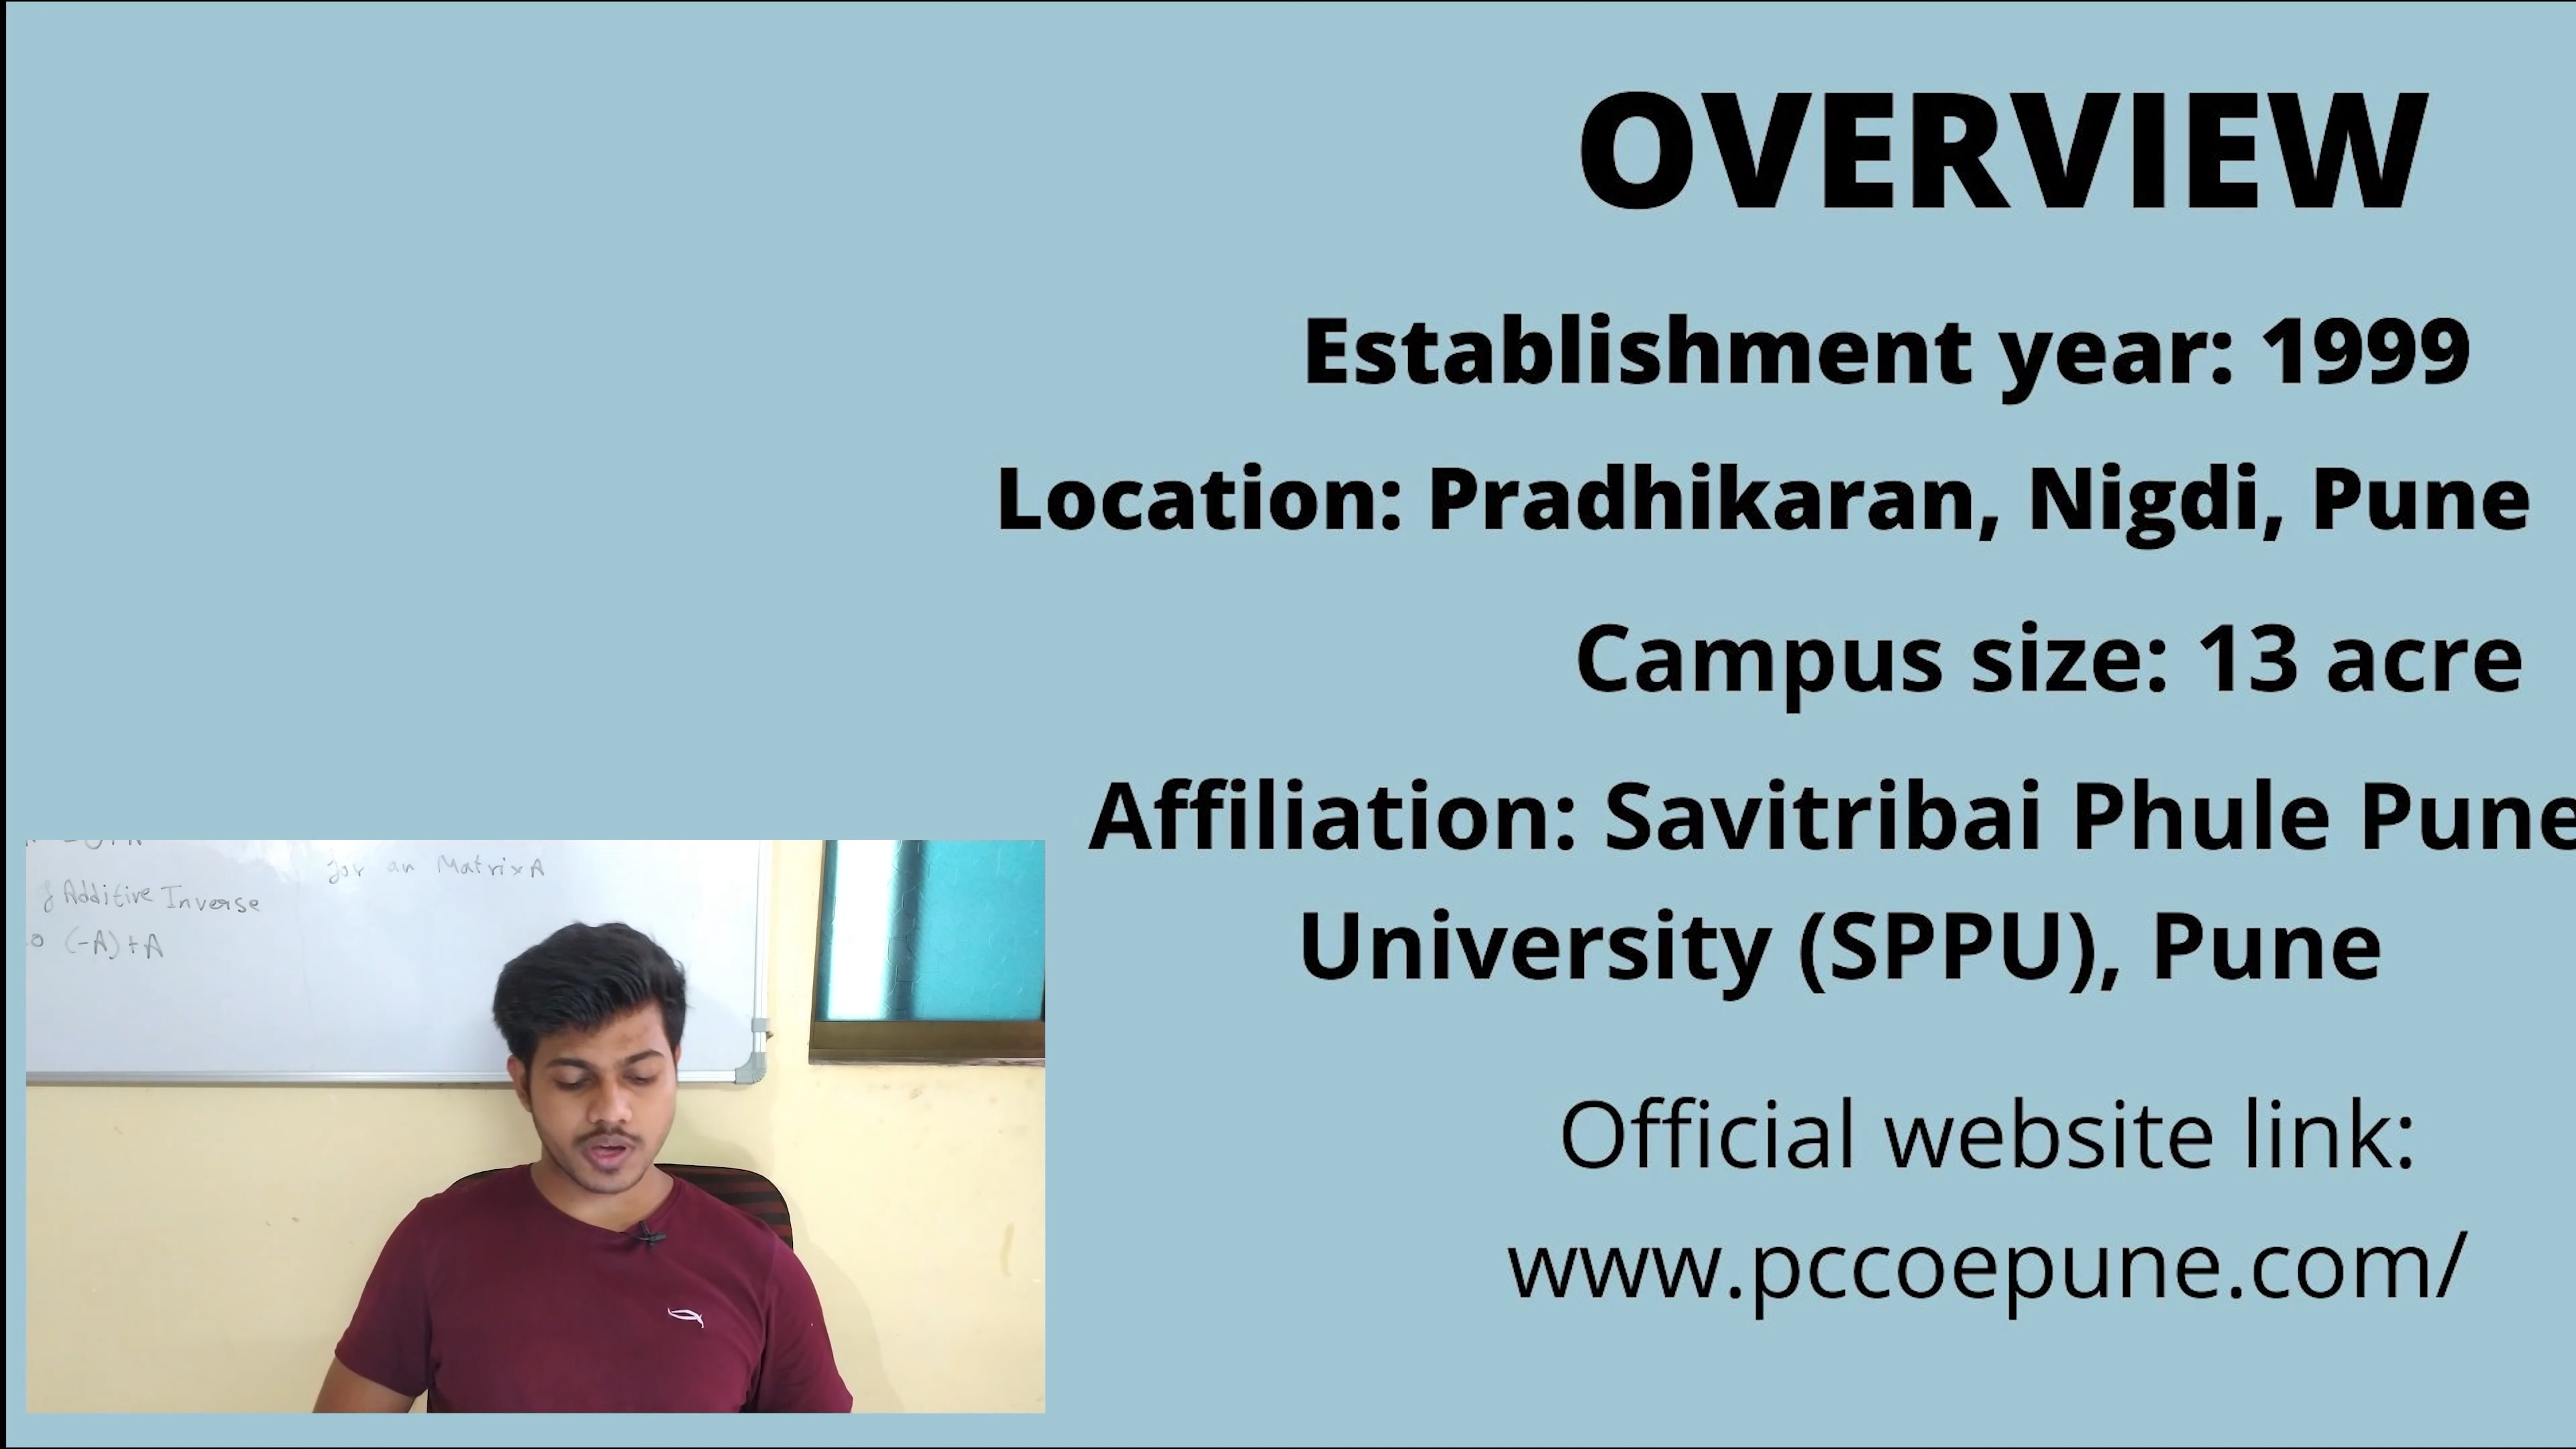 OVERVIEW
Establishment year: 1999
Location: Pradhikaran, Nigdi, Pune
Campus size: 13 acre
Affiliation: Savitribai Phule Pune
University (SPPU), Pune
Official website link:
www.pccoepune.com/
for an Matrix A
Additive Inverse
(-A)+A